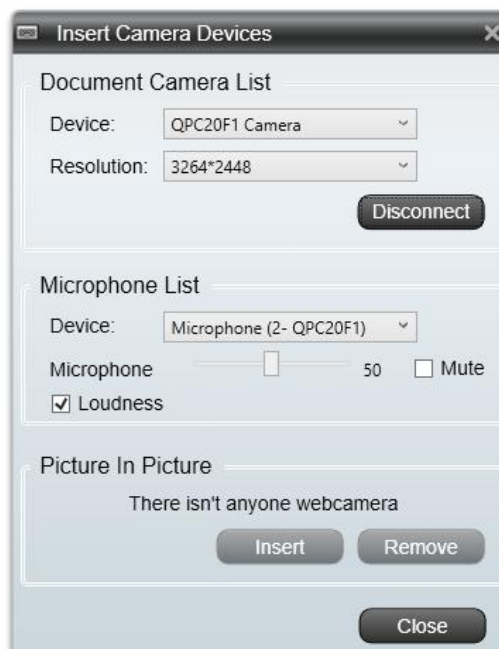 Insert Camera Devices
Document Camera List
Device: QPC20F1 Camera
Resolution: 3264*2448
Disconnect
Microphone List
Device: Microphone (2- QPC20F1)
Microphone 50 Mute
Loudness
Picture In Picture
There isn't anyone webcamera
Insert Remove
Close